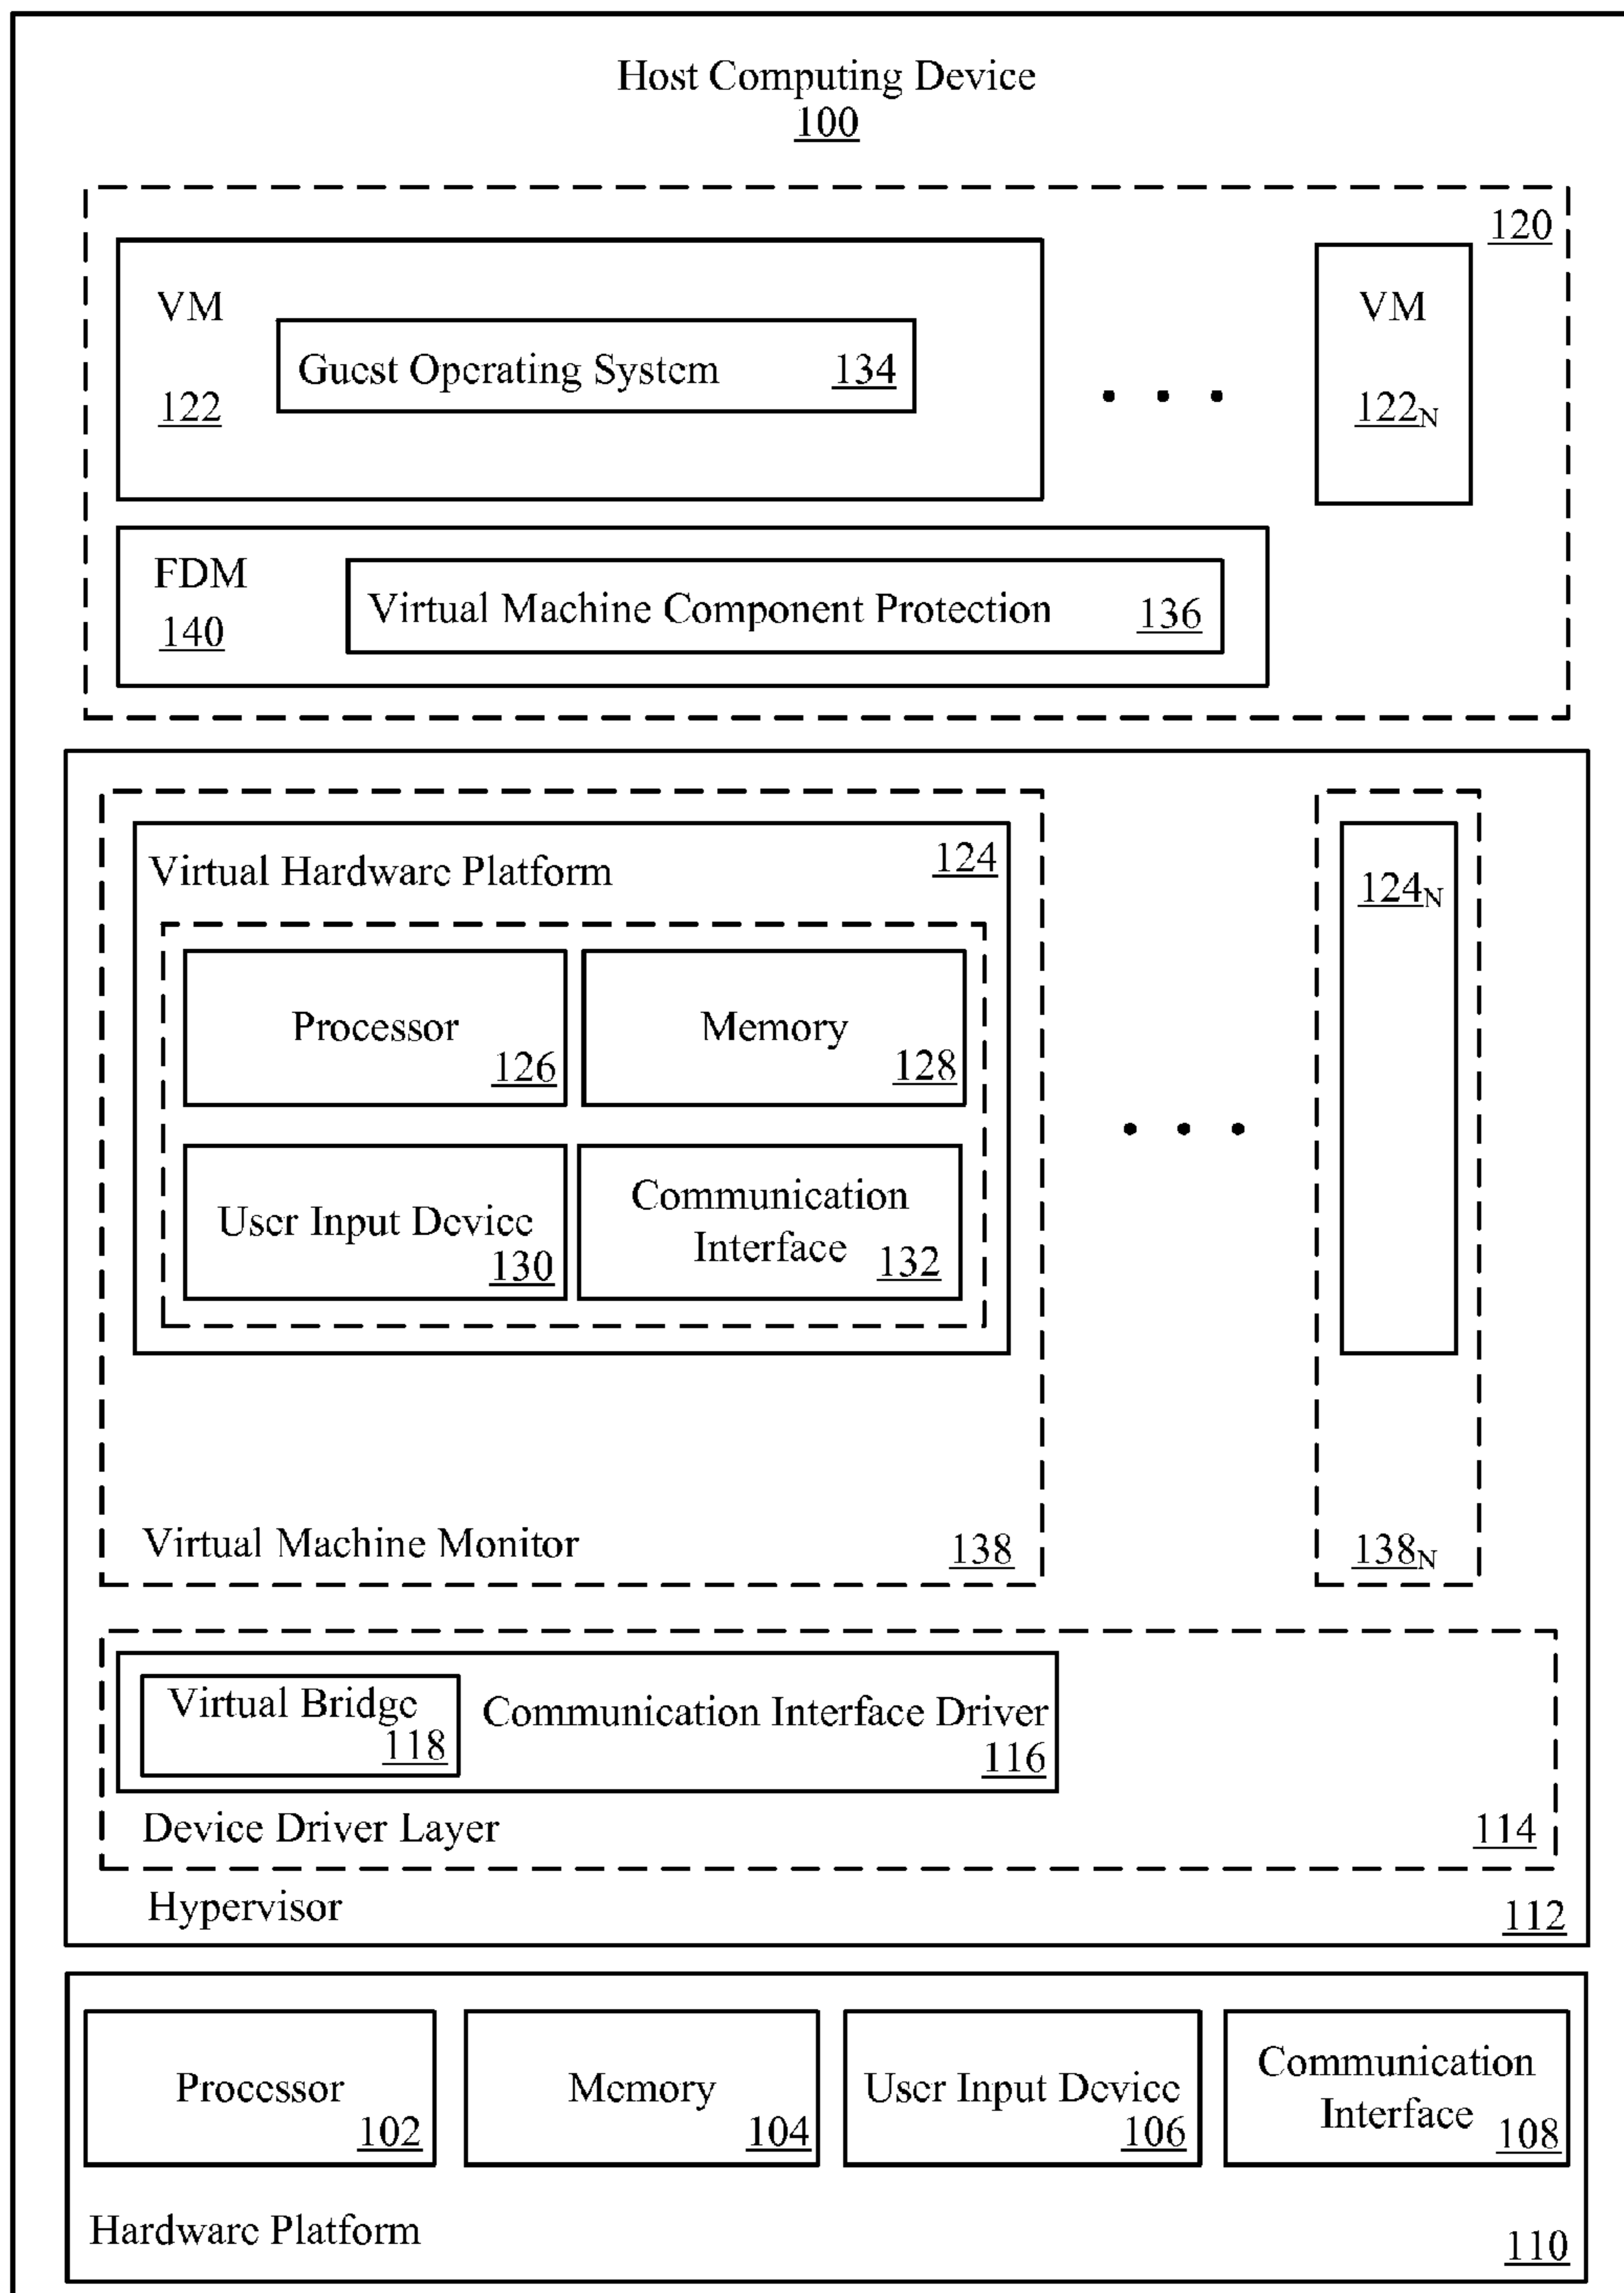 Host Computing Device
100
120
VM
122
Guest Operating System 134
VM
122N
FDM
140
Virtual Machine Component Protection 136
Virtual Hardware Platform 124
124N
Processor
126
Memory
128
User Input Device
130
Communication
Interface 132
Virtual Machine Monitor 138
138N
Virtual Bridge
118
Communication Interface Driver
116
Device Driver Layer 114
Hypervisor 112
Processor
102
Memory
104
User Input Device
106
Communication
Interface 108
Hardware Platform 110